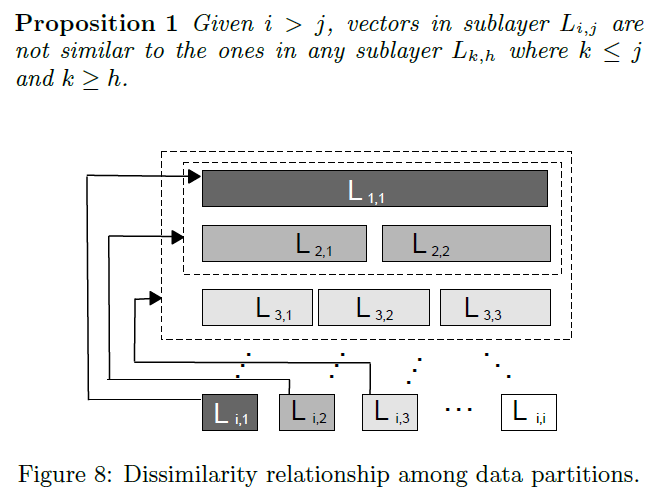 Proposition 1 Given i > j, vectors in sublayer L_{i,j} are
not similar to the ones in any sublayer L_{k,h} where k ≤ j
and k ≥ h.
L 1,1
L 2,1 L 2,2
L 3,1 L 3,2 L 3,3
L i,1 L i,2 L i,3 ··· L i,i
Figure 8: Dissimilarity relationship among data partitions.